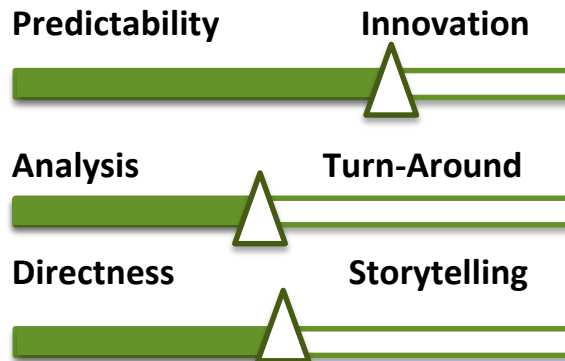 Predictability Innovation
Analysis Turn-Around
Directness Storytelling